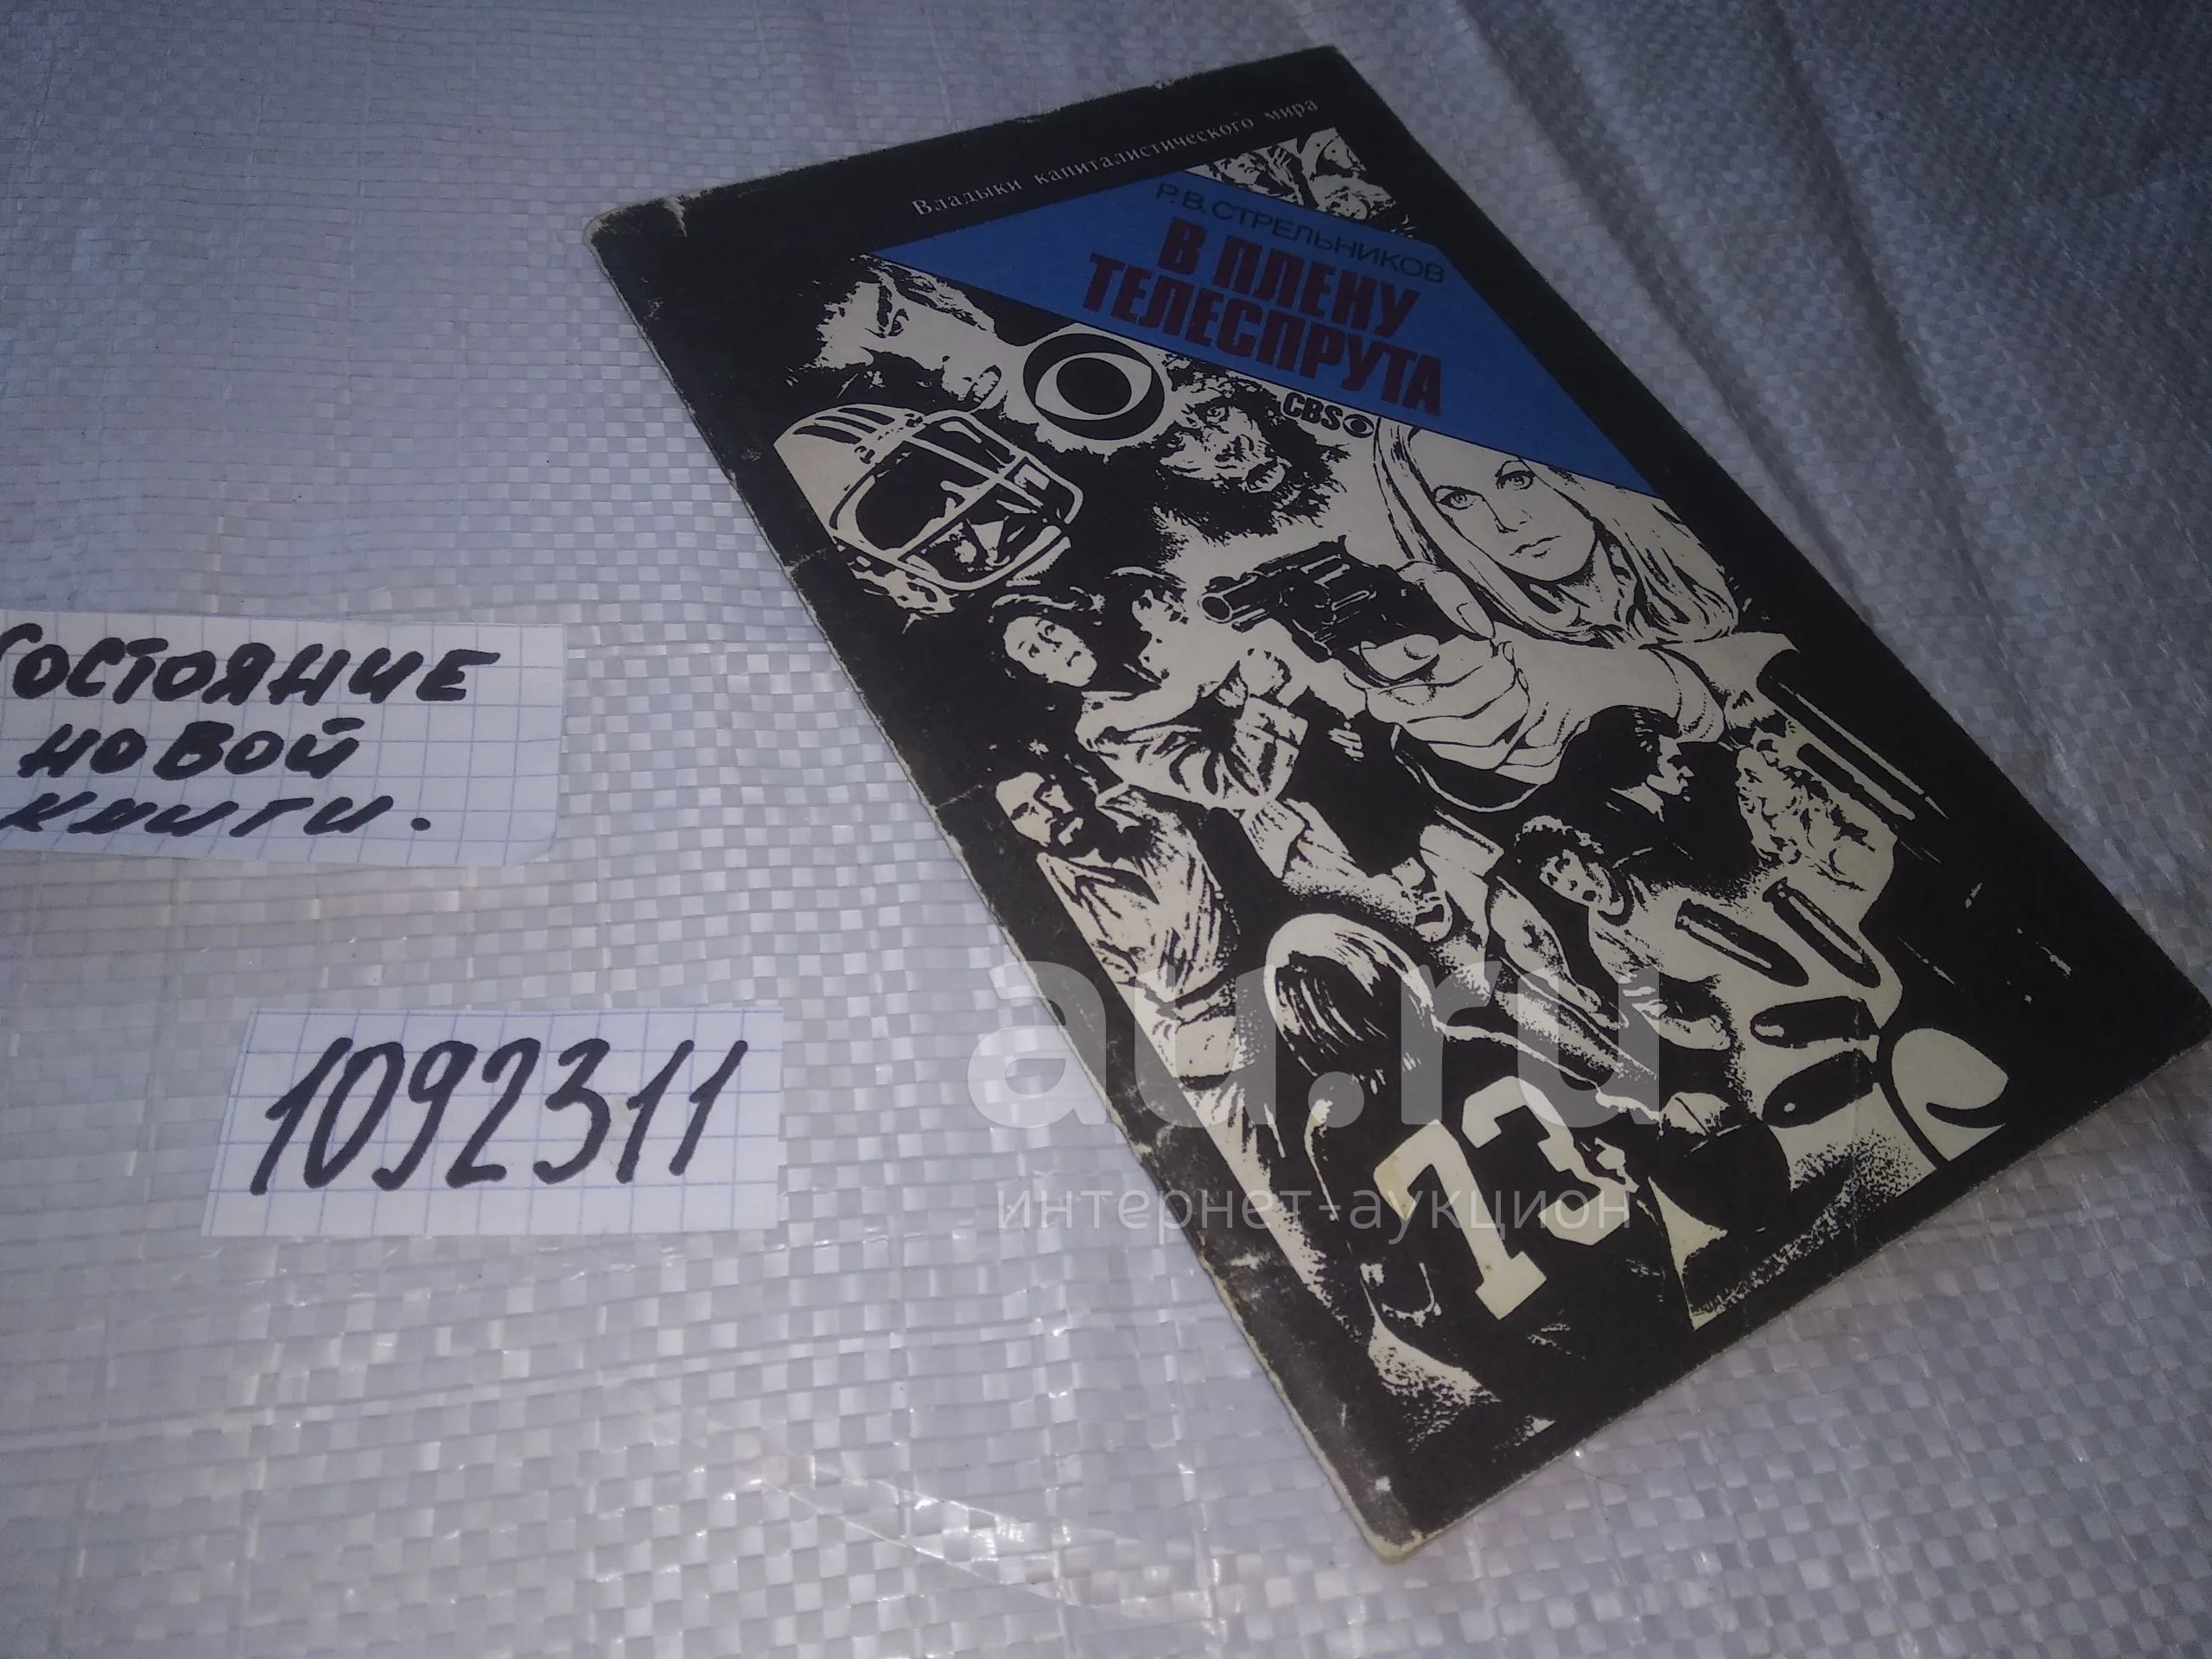 Владыки капиталистического мира
Р.В.СТРЕЛЬНИКОВ
В ПЛЕНУ
ТЕЛЕСПРУТА
CBS
Состояние
новой
книги.
1092311
73
au.ru
интернет-аукцион